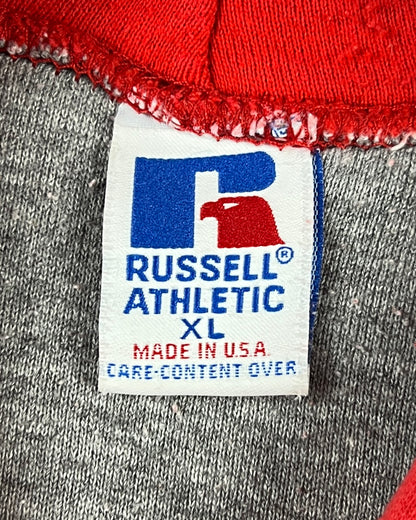 RUSSELL®
ATHLETIC
XL
MADE IN U.S.A.
CARE-CONTENT OVER